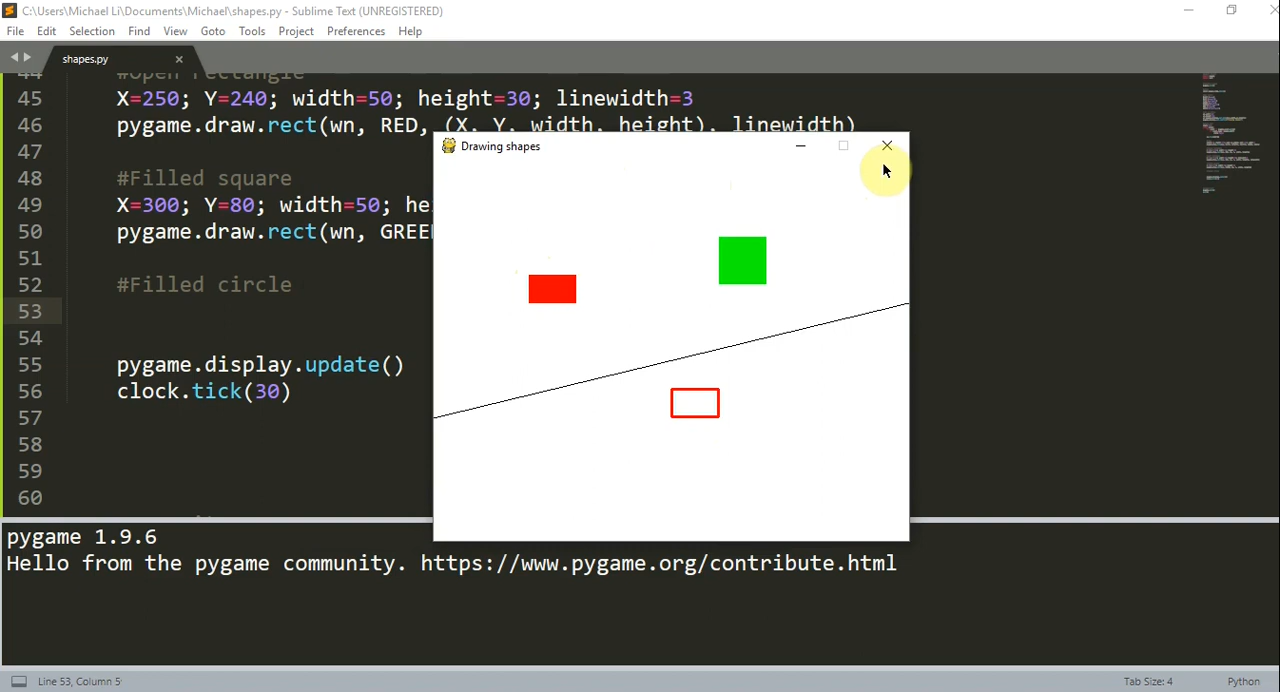 C:\Users\Michael Li\Documents\Michael\shapes.py - Sublime Text (UNREGISTERED)
File Edit Selection Find View Goto Tools Project Preferences Help
shapes.py
44 #Open rectangle
45 X=250; Y=240; width=50; height=30; linewidth=3
46 pygame.draw.rect(wn, RED, (X, Y, width, height), linewidth)
Drawing shapes
47
48 #Filled square
49 X=300; Y=80; width=50; he
50 pygame.draw.rect(wn, GREE
51
52 #Filled circle
53
54
55 pygame.display.update()
56 clock.tick(30)
57
58
59
60
pygame 1.9.6
Hello from the pygame community. https://www.pygame.org/contribute.html
Line 53, Column 5
Tab Size: 4
Python